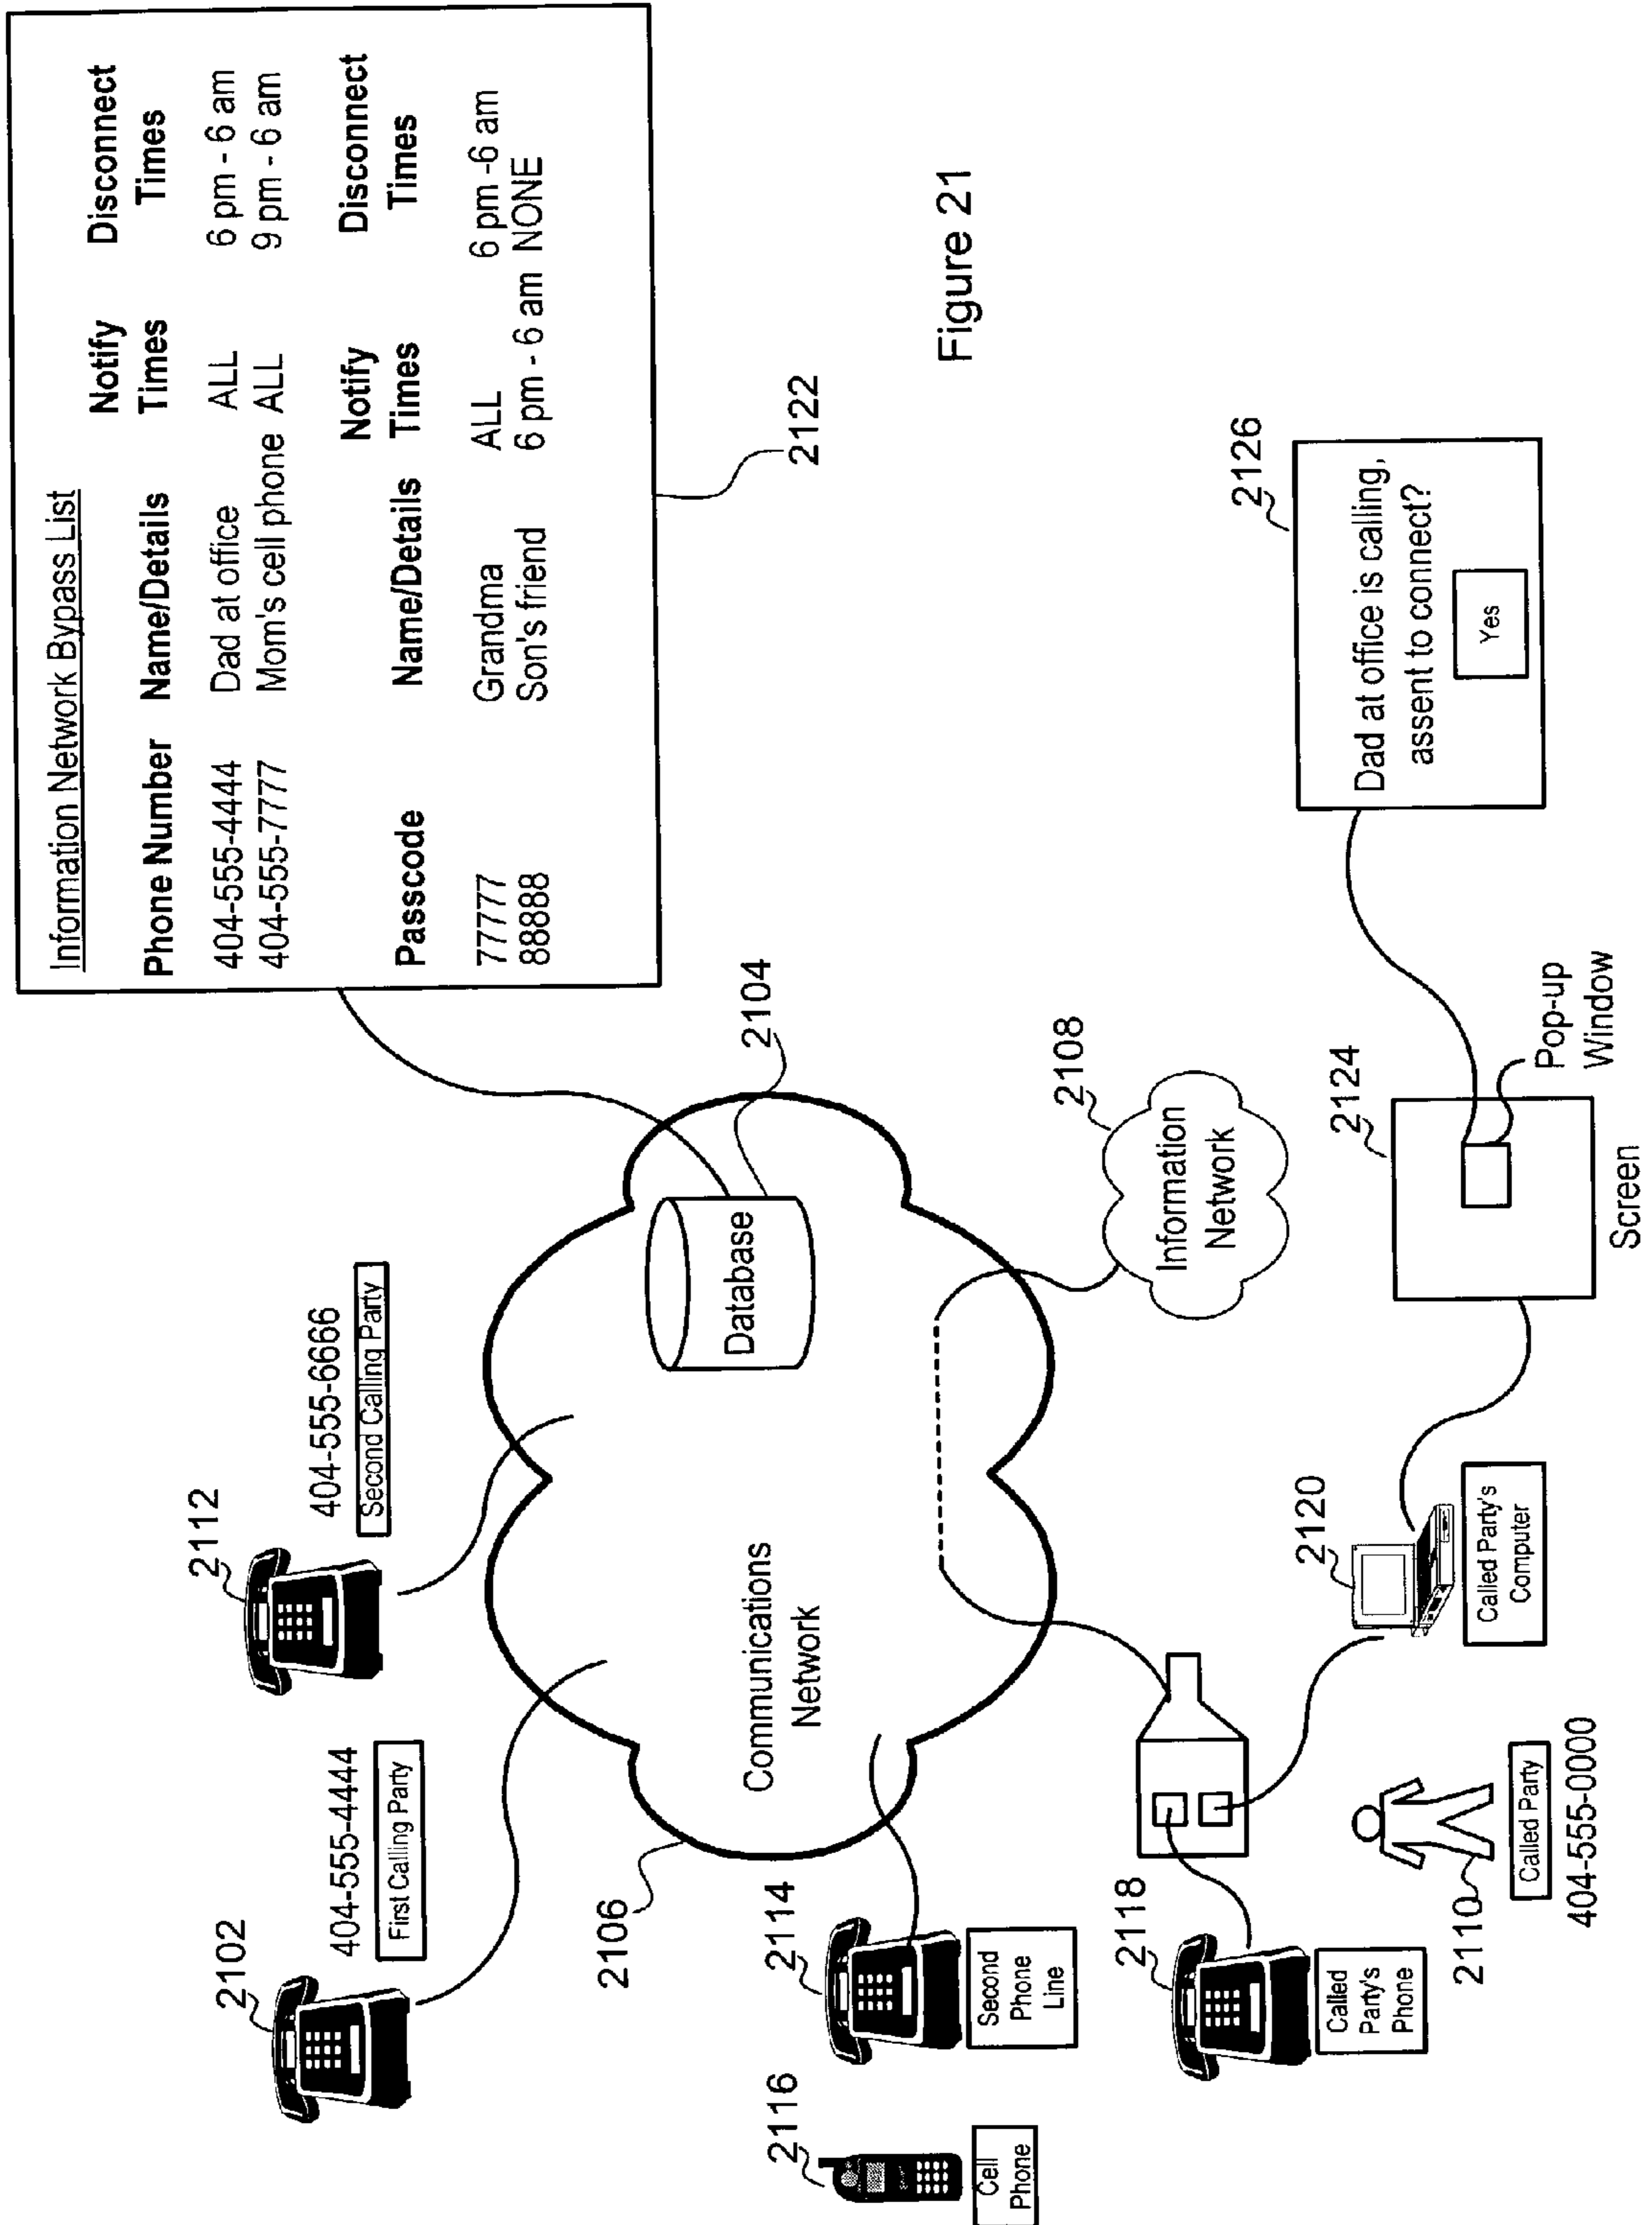 Information Network Bypass List
Phone Number Name/Details Notify Times Disconnect Times
404-555-4444 Dad at office ALL 6 pm - 6 am
404-555-7777 Mom's cell phone ALL 9 pm - 6 am
Passcode Name/Details Notify Times Disconnect Times
77777 Grandma ALL 6 pm -6 am
88888 Son's friend 6 pm - 6 am NONE
2122
2102
404-555-4444
First Calling Party
2112
404-555-6666
Second Calling Party
2104
Database
Communications
Network
2106
Figure 21
2116
Cell
Phone
2114
Second
Phone
Line
2108
Information
Network
2118
Called
Party's
Phone
2110
Called Party
404-555-0000
2120
Called Party's
Computer
2124
Pop-up
Window
Screen
2126
Dad at office is calling,
assent to connect?
Yes